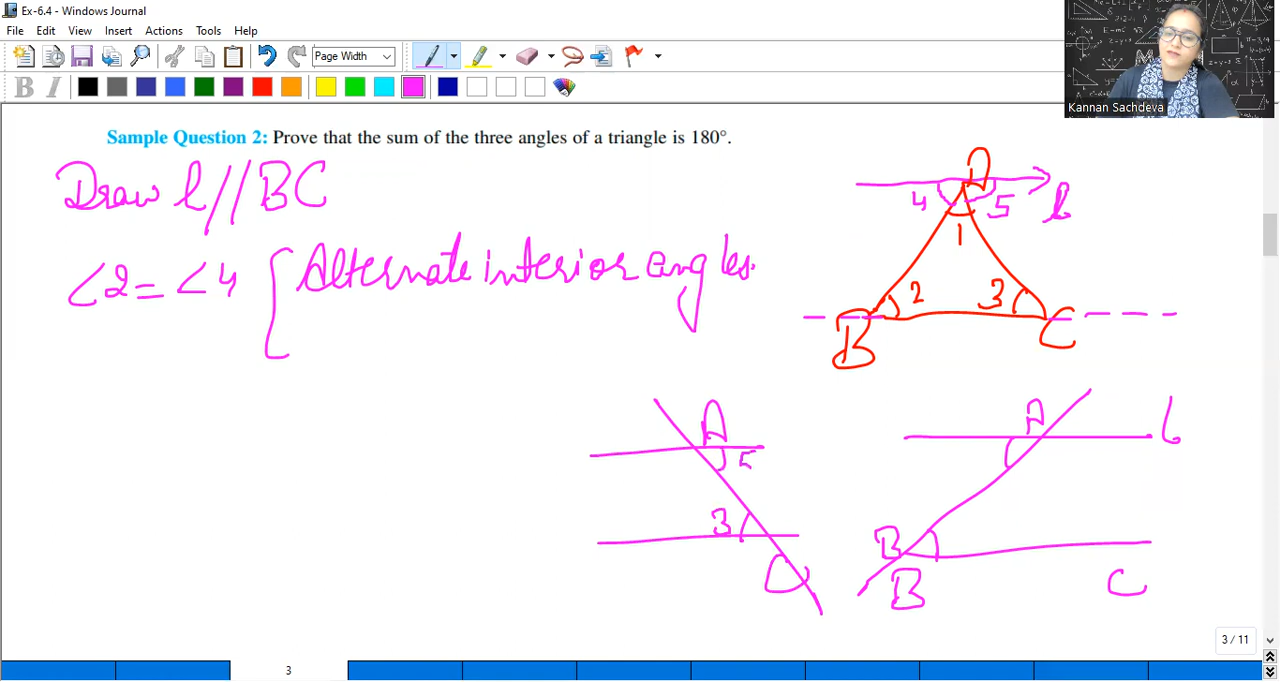 Ex-6.4 - Windows Journal
File Edit View Insert Actions Tools Help
Page Width
B I
Kannan Sachdeva
Sample Question 2: Prove that the sum of the three angles of a triangle is 180°.
Draw l//BC
∠2=∠4 { Alternate interior angles.
A
4 5 l
1
2 3
B C
A
5
3
C
A l
B
B C
3 / 11
3